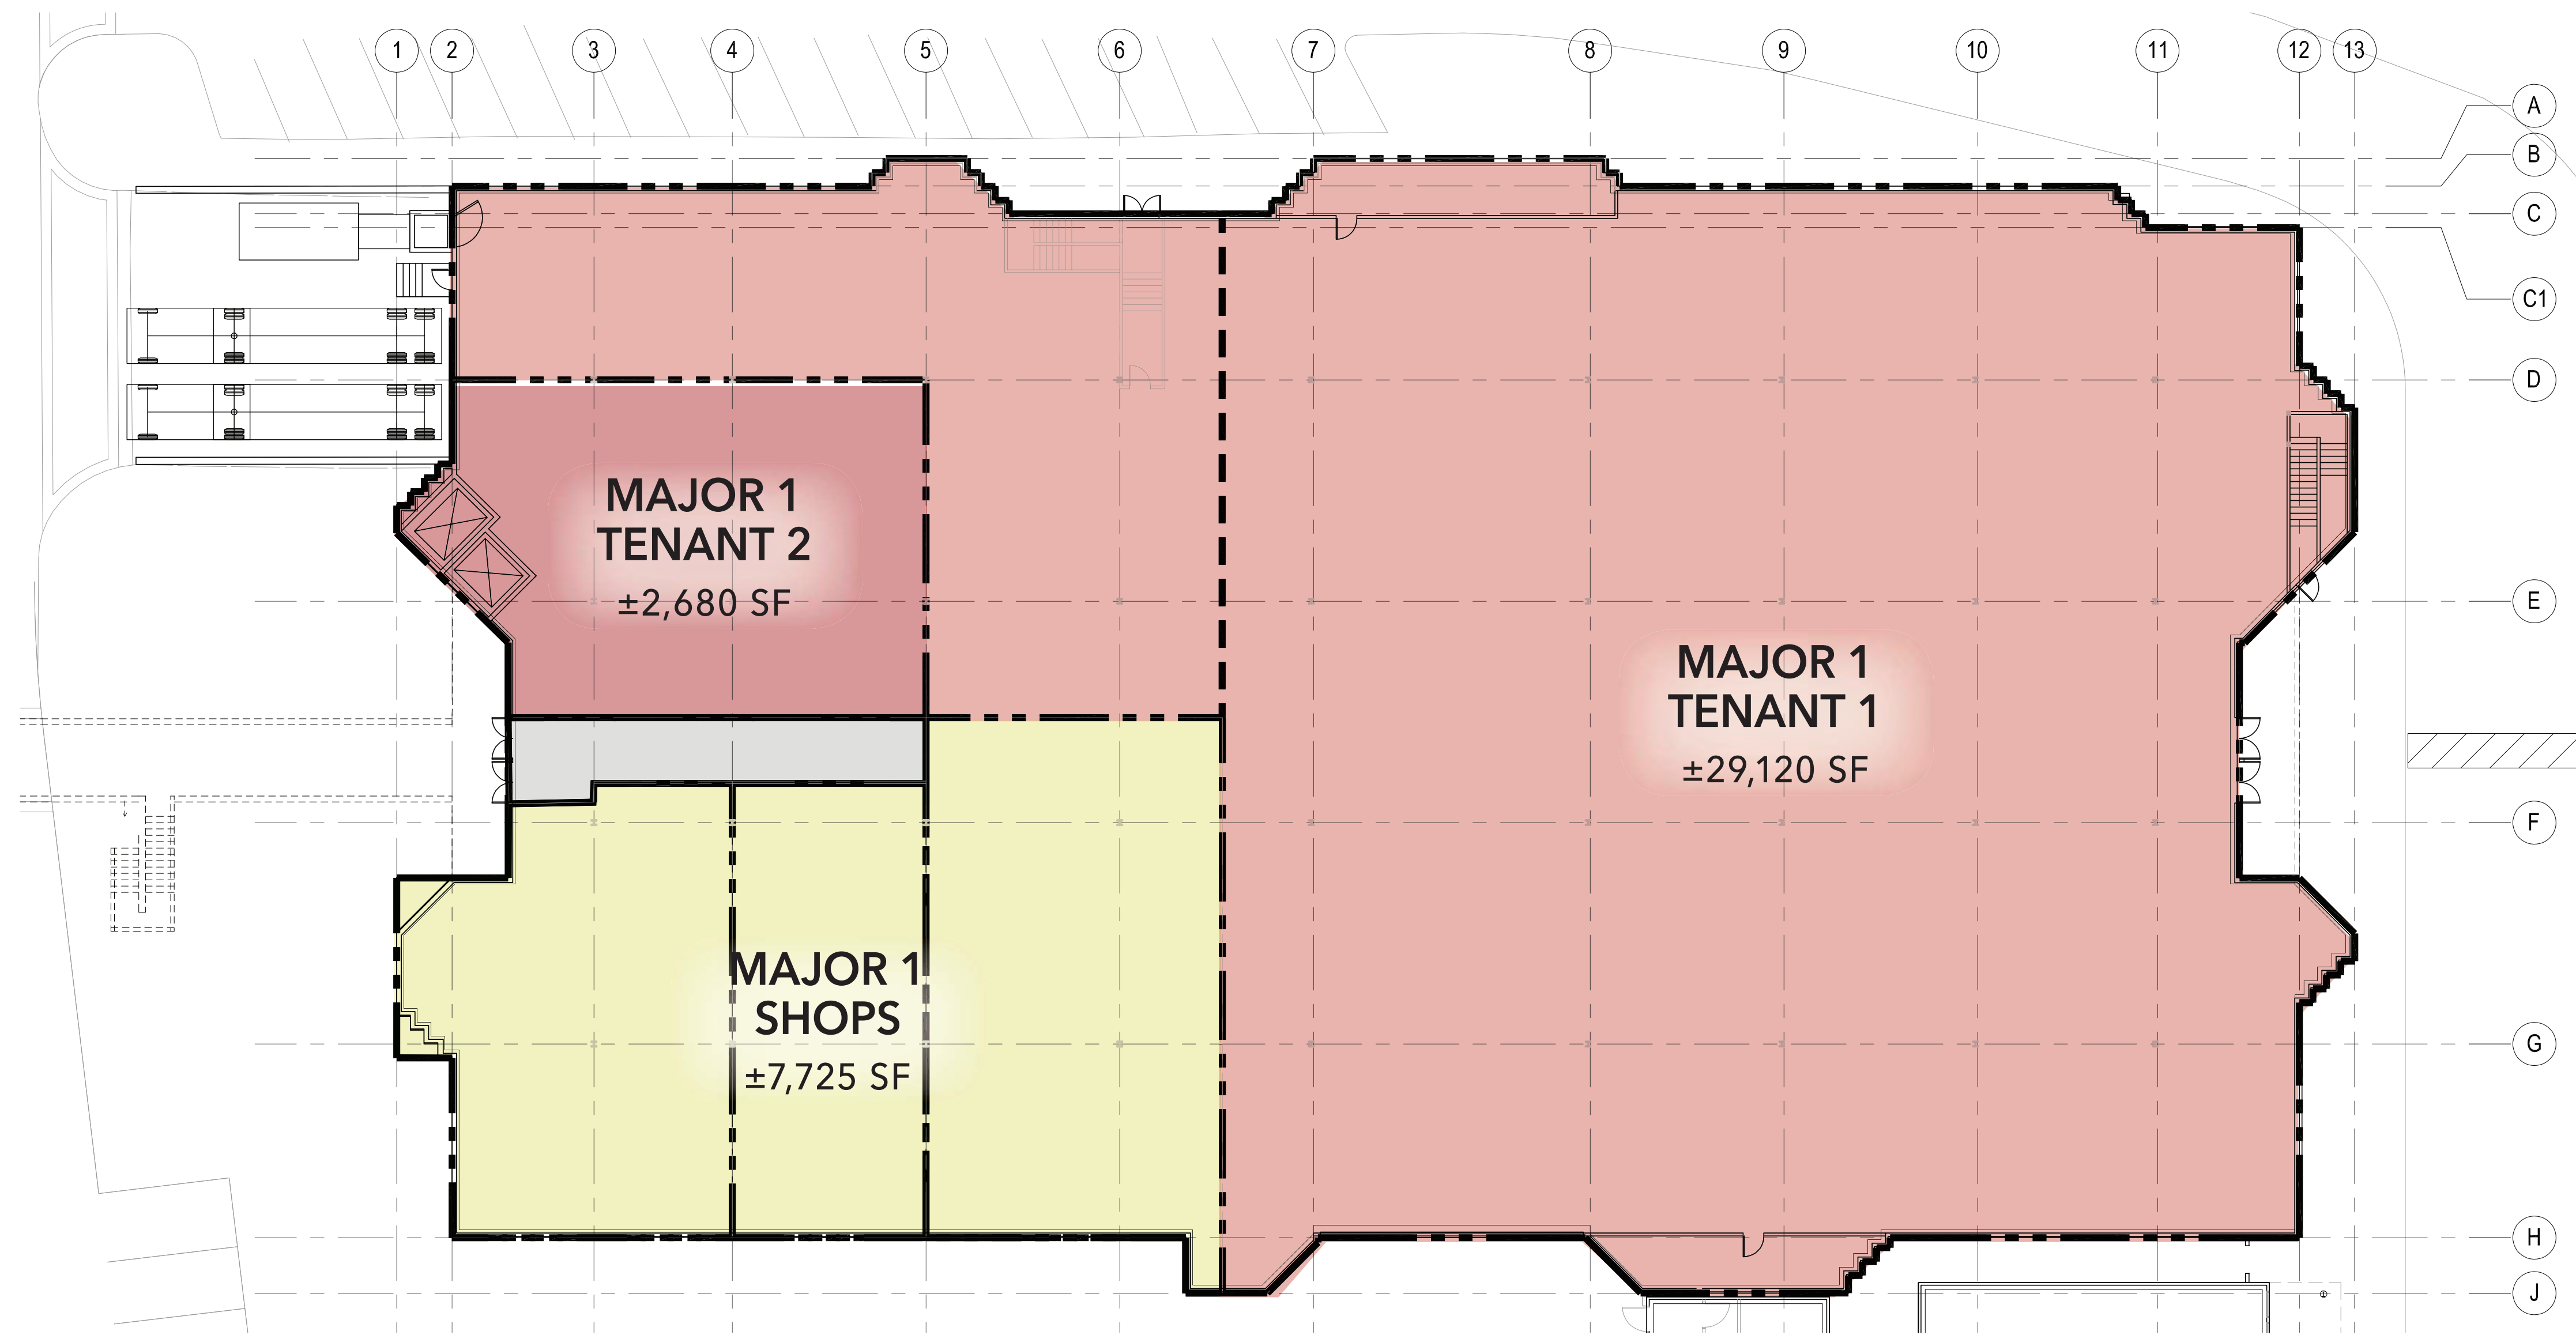 1
2
3
4
5
6
7
8
9
10
11
12
13
A
B
C
C1
D
E
F
G
H
J
MAJOR 1
TENANT 2
±2,680 SF
MAJOR 1
TENANT 1
±29,120 SF
MAJOR 1
SHOPS
±7,725 SF